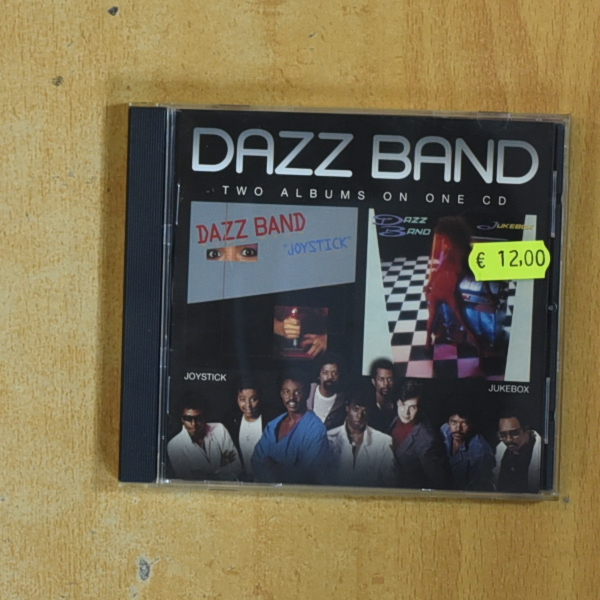 DAZZ BAND
TWO ALBUMS ON ONE CD
DAZZ BAND
"JOYSTICK"
DAZZ
BAND
JUKEBOX
€ 12,00
JOYSTICK
JUKEBOX